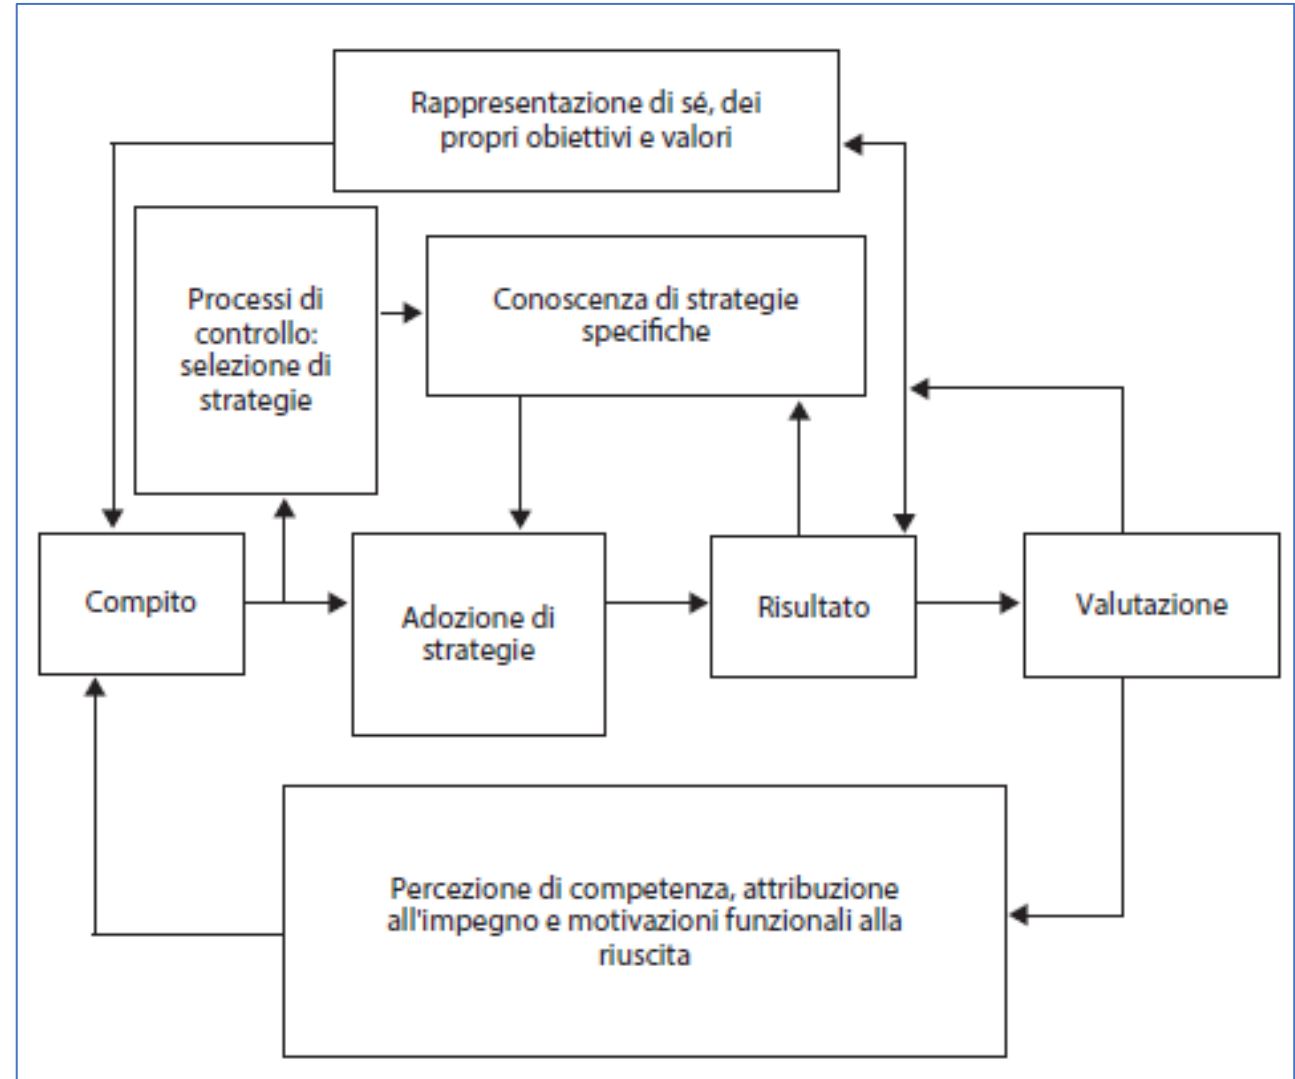 Rappresentazione di sé, dei
propri obiettivi e valori
Processi di
controllo:
selezione di
strategie
Conoscenza di strategie
specifiche
Compito
Adozione di
strategie
Risultato
Valutazione
Percezione di competenza, attribuzione
all'impegno e motivazioni funzionali alla
riuscita